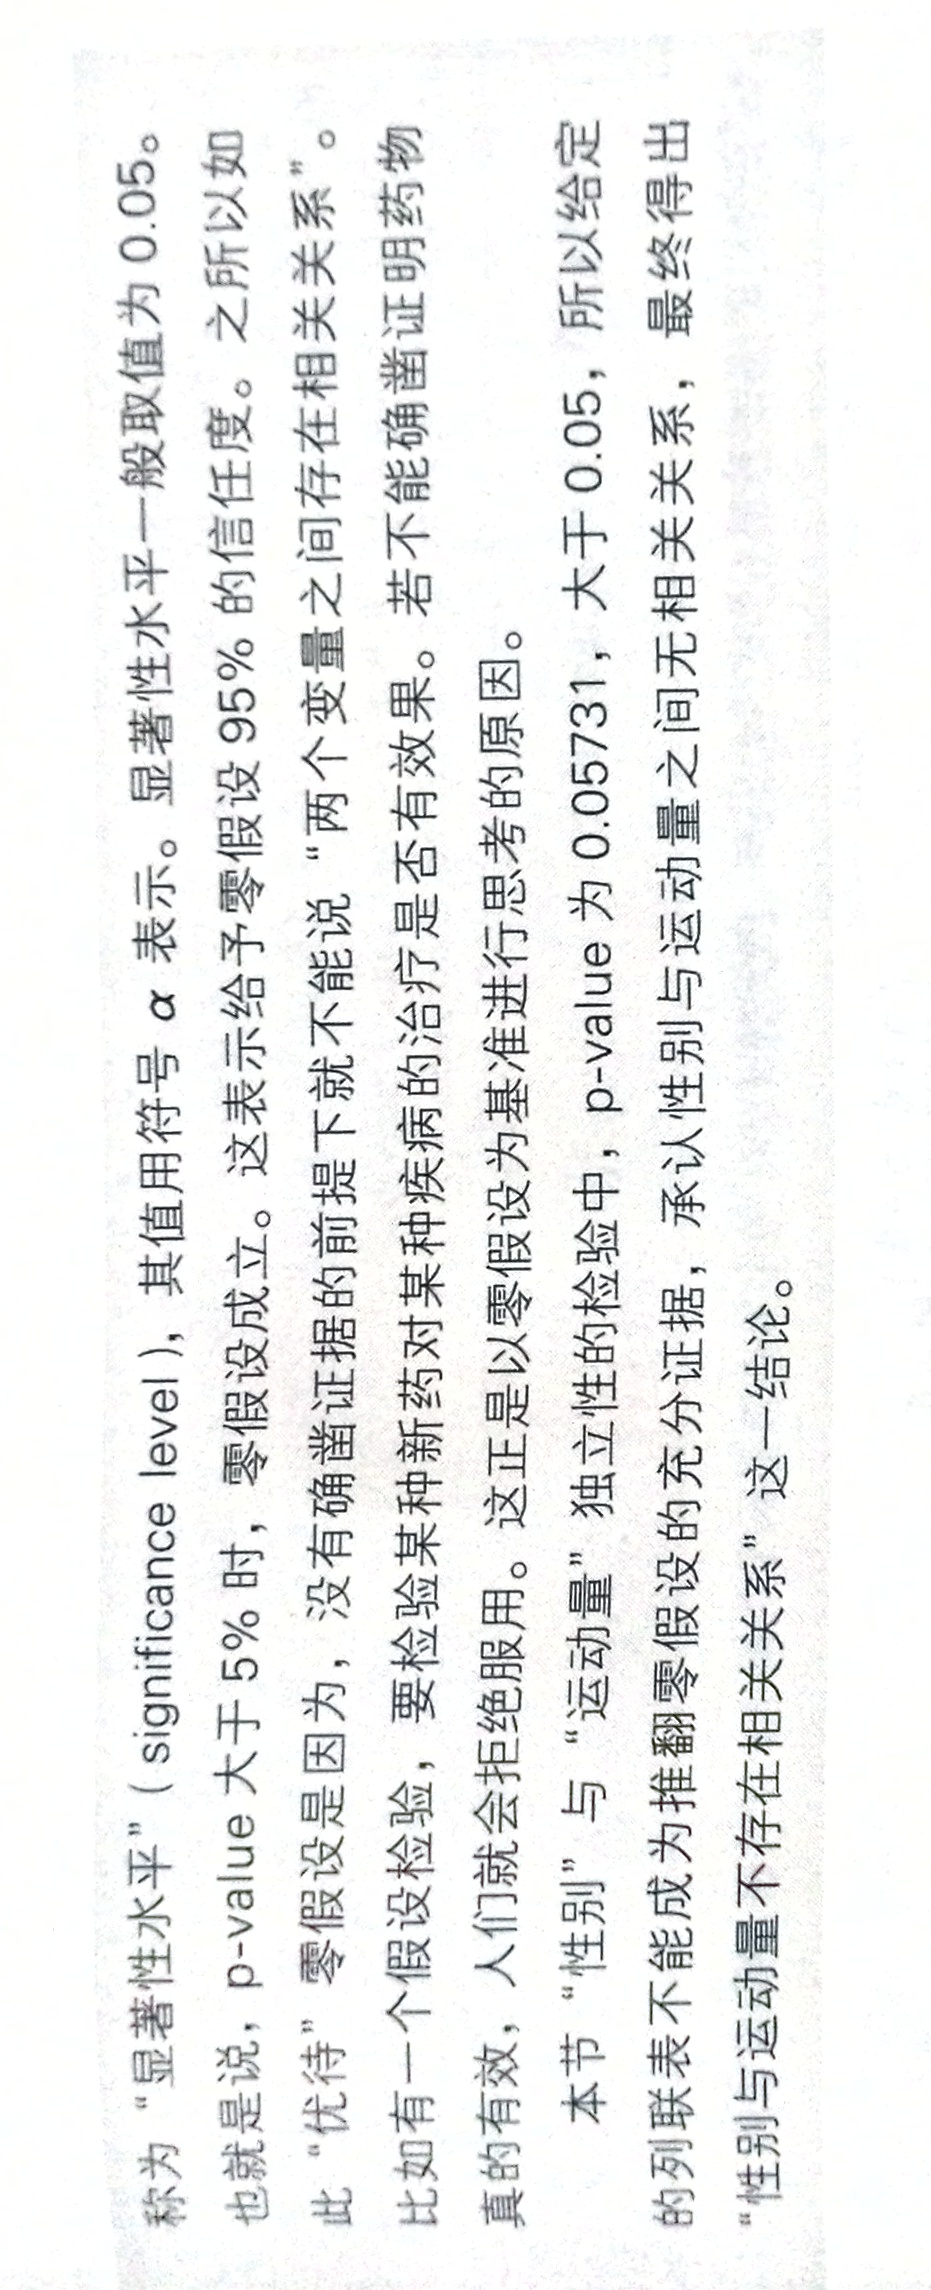 称为“显著性水平”（significance level），其值用符号 α 表示。显著性水平一般取值为 0.05。
也就是说，p-value 大于 5% 时，零假设成立。这表示给予零假设 95% 的信任度。之所以如
此“优待”零假设是因为，没有确凿证据的前提下就不能说“两个变量之间存在相关关系”。
比如有一个假设检验，要检验某种新药对某种疾病的治疗是否有效果。若不能确凿证明药物
真的有效，人们就会拒绝服用。这正是以零假设为基准进行思考的原因。
本节“性别”与“运动量”独立性的检验中，p-value 为 0.05731，大于 0.05，所以给定
的列联表不能成为推翻零假设的充分证据，承认性别与运动量之间无相关关系，最终得出
“性别与运动量不存在相关关系”这一结论。